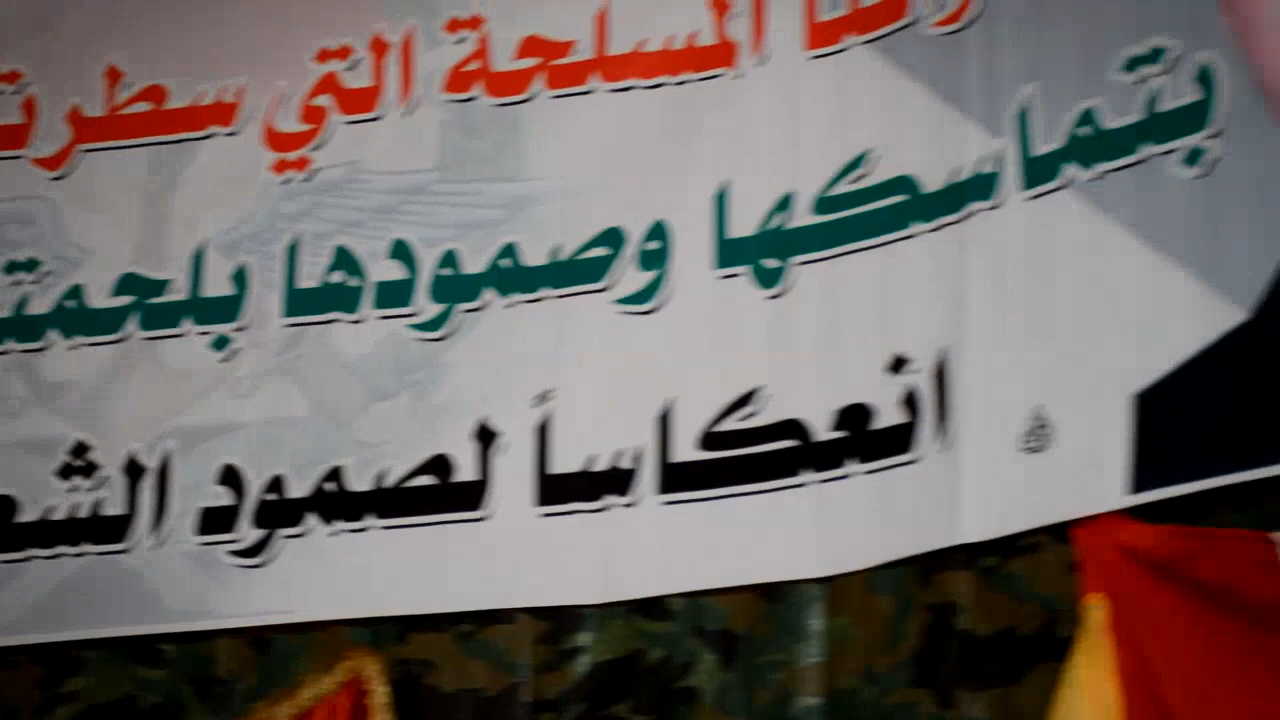 المسلحة التي سطرت
بتماسكها وصمودها بلحمت
انعكاساً لصمود الشع